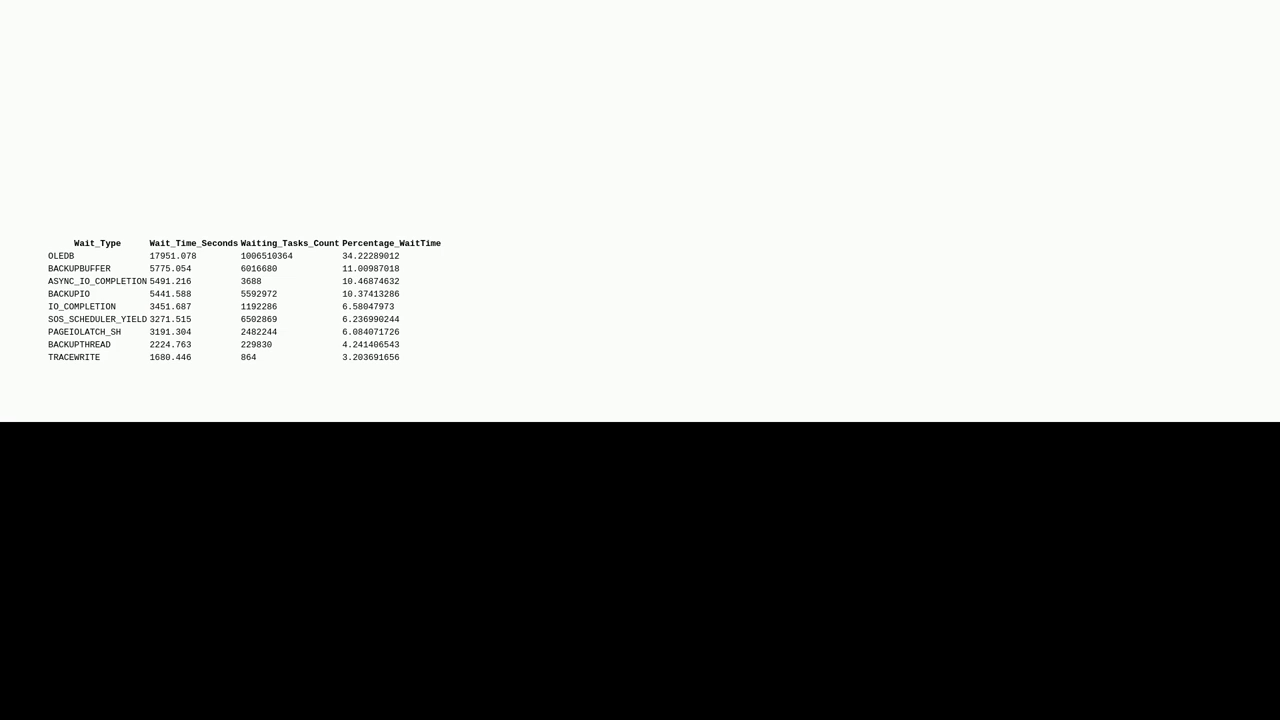 Wait_Type Wait_Time_Seconds Waiting_Tasks_Count Percentage_WaitTime
OLEDB 17951.078 1006510364 34.22289012
BACKUPBUFFER 5775.054 6016680 11.00987018
ASYNC_IO_COMPLETION 5491.216 3688 10.46874632
BACKUPIO 5441.588 5592972 10.37413286
IO_COMPLETION 3451.687 1192286 6.58047973
SOS_SCHEDULER_YIELD 3271.515 6502869 6.236990244
PAGEIOLATCH_SH 3191.304 2482244 6.084071726
BACKUPTHREAD 2224.763 229830 4.241406543
TRACEWRITE 1680.446 864 3.203691656